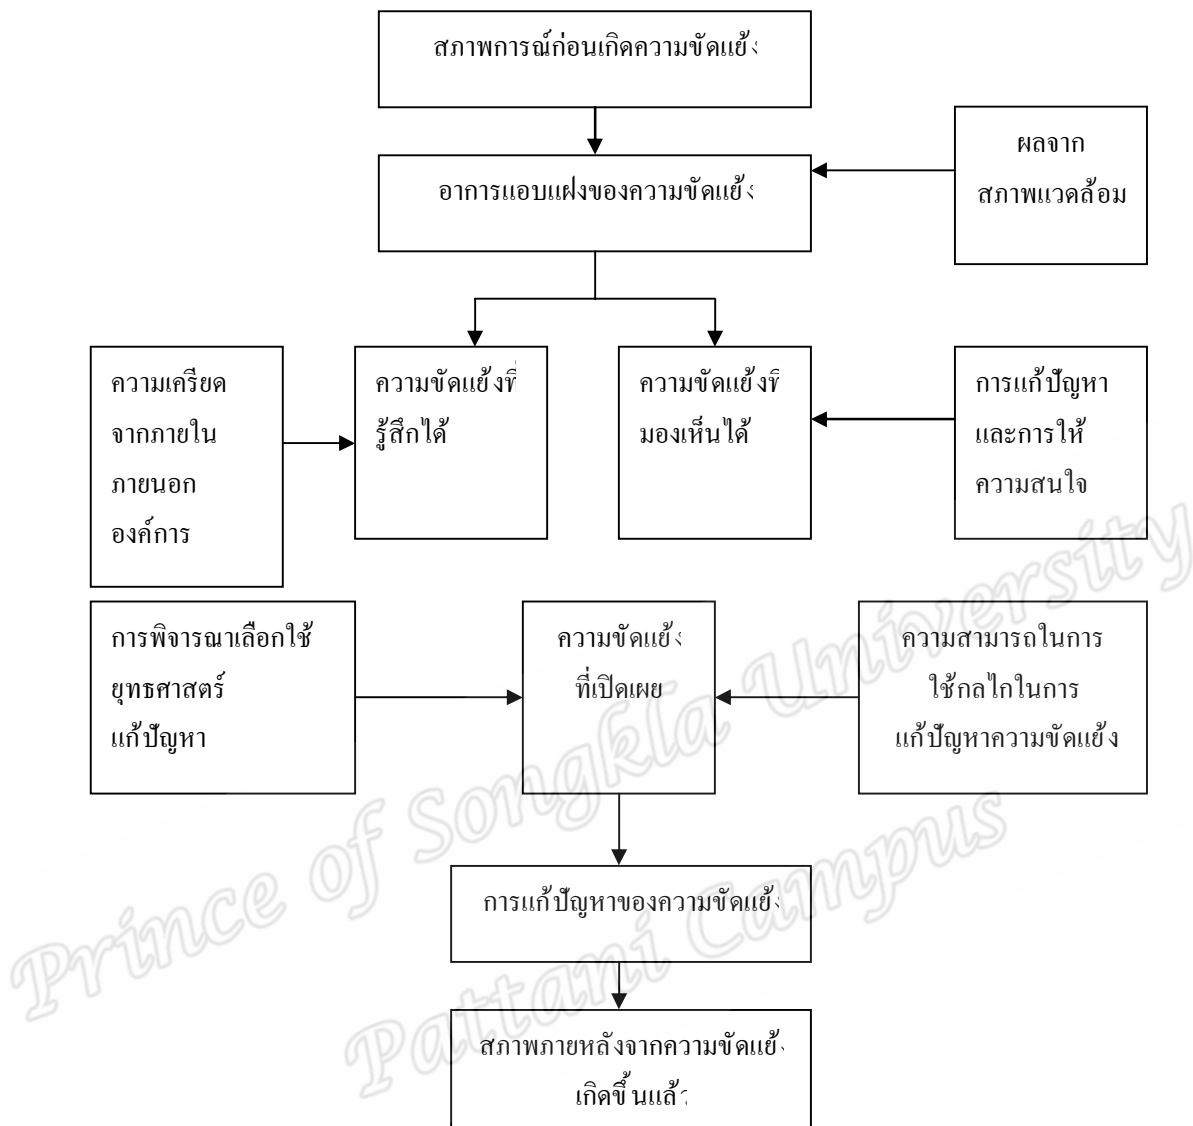 สภาพการณ์ก่อนเกิดความขัดแย้ง
อาการแอบแฝงของความขัดแย้ง
ผลจาก
สภาพแวดล้อม
ความเครียด
จากภายใน
ภายนอก
องค์การ
ความขัดแย้งที่
รู้สึกได้
ความขัดแย้งที่
มองเห็นได้
การแก้ปัญหา
และการให้
ความสนใจ
การพิจารณาเลือกใช้
ยุทธศาสตร์
แก้ปัญหา
ความขัดแย้ง
ที่เปิดเผย
ความสามารถในการ
ใช้กลไกในการ
แก้ปัญหาความขัดแย้ง
การแก้ปัญหาของความขัดแย้ง
สภาพภายหลังจากความขัดแย้ง
เกิดขึ้นแล้ว
Prince of Songkla University
Pattani Campus